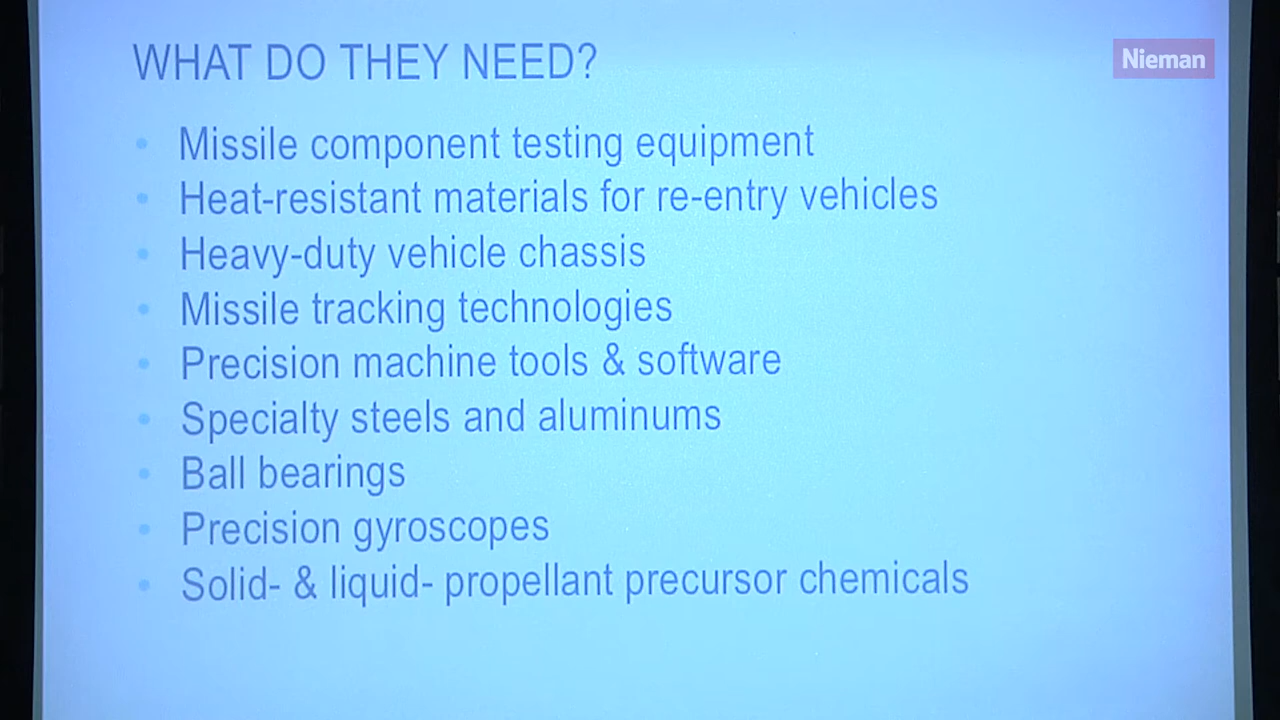 WHAT DO THEY NEED?
Nieman
• Missile component testing equipment
• Heat-resistant materials for re-entry vehicles
• Heavy-duty vehicle chassis
• Missile tracking technologies
• Precision machine tools & software
• Specialty steels and aluminums
• Ball bearings
• Precision gyroscopes
• Solid- & liquid- propellant precursor chemicals